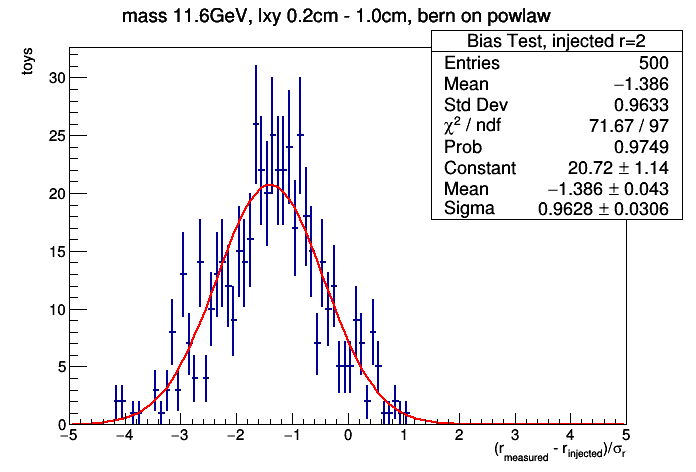 mass 11.6GeV, lxy 0.2cm - 1.0cm, bern on powlaw
Bias Test, injected r=2
Entries 500
Mean −1.386
Std Dev 0.9633
χ² / ndf 71.67 / 97
Prob 0.9749
Constant 20.72 ± 1.14
Mean −1.386 ± 0.043
Sigma 0.9628 ± 0.0306
toys
30
25
20
15
10
5
0
−5 −4 −3 −2 −1 0 1 2 3 4 5
(r_measured - r_injected)/σ_r